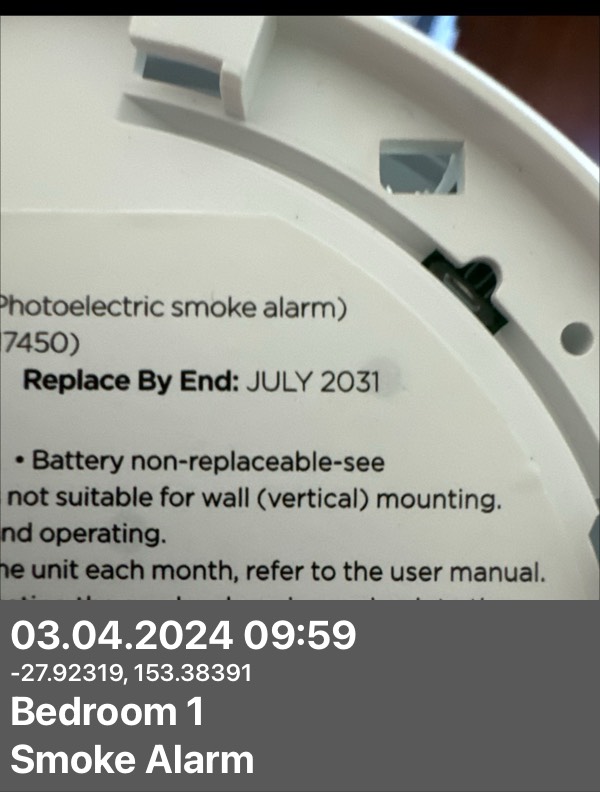 Photoelectric smoke alarm)
7450)
Replace By End: JULY 2031
• Battery non-replaceable-see
not suitable for wall (vertical) mounting.
nd operating.
he unit each month, refer to the user manual.
03.04.2024 09:59
-27.92319, 153.38391
Bedroom 1
Smoke Alarm